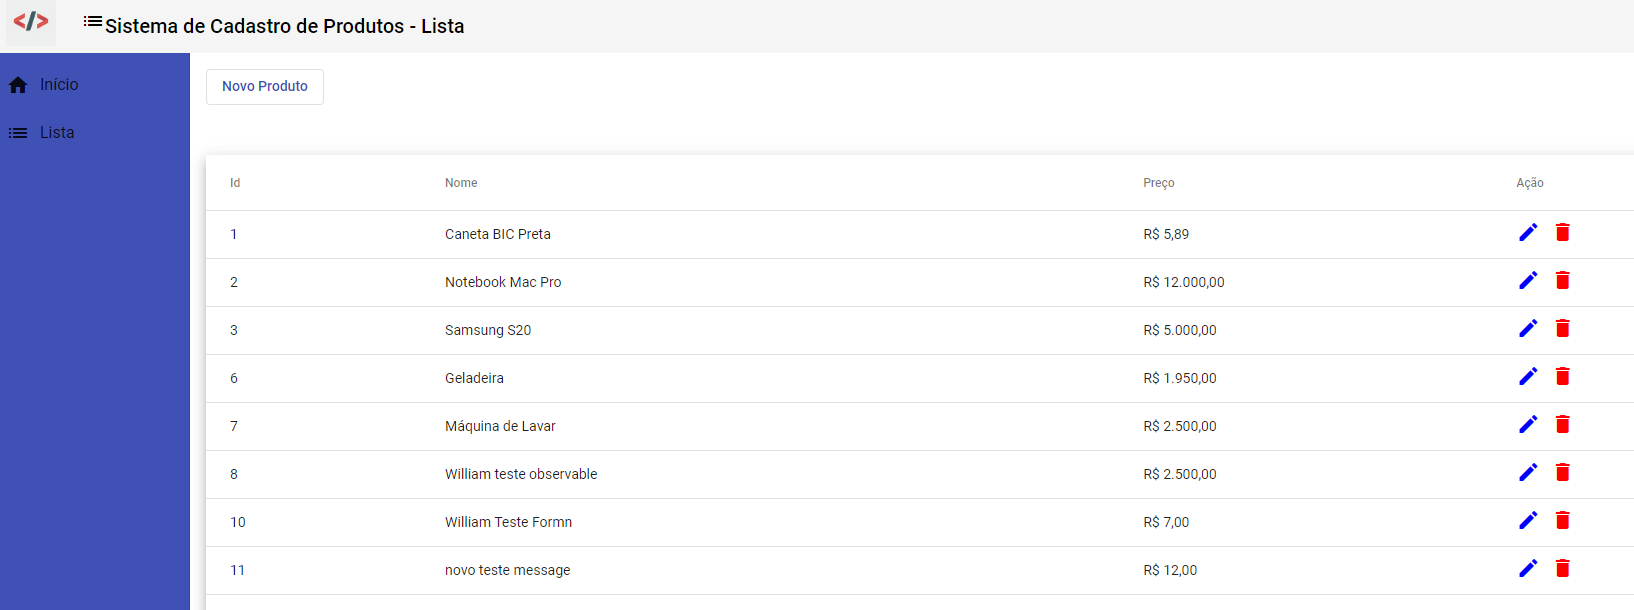 </>
Sistema de Cadastro de Produtos - Lista
Início
Lista
Novo Produto
Id Nome Preço Ação
1 Caneta BIC Preta R$ 5,89
2 Notebook Mac Pro R$ 12.000,00
3 Samsung S20 R$ 5.000,00
6 Geladeira R$ 1.950,00
7 Máquina de Lavar R$ 2.500,00
8 William teste observable R$ 2.500,00
10 William Teste Formn R$ 7,00
11 novo teste message R$ 12,00